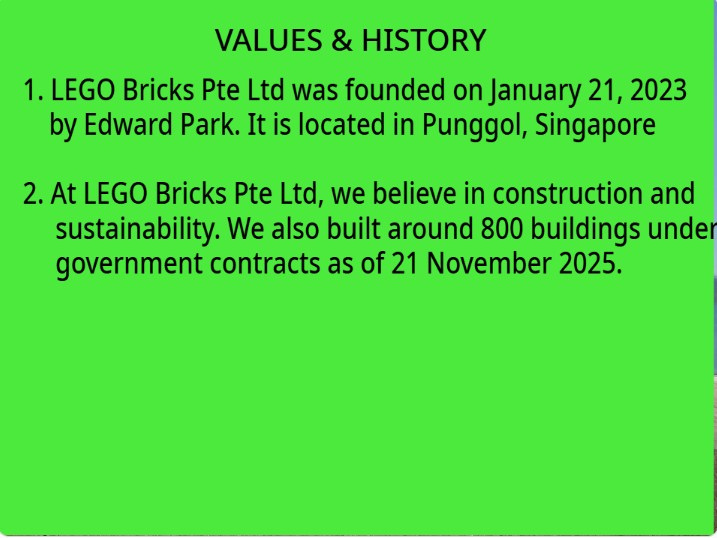 VALUES & HISTORY
1. LEGO Bricks Pte Ltd was founded on January 21, 2023
by Edward Park. It is located in Punggol, Singapore
2. At LEGO Bricks Pte Ltd, we believe in construction and
sustainability. We also built around 800 buildings under
government contracts as of 21 November 2025.